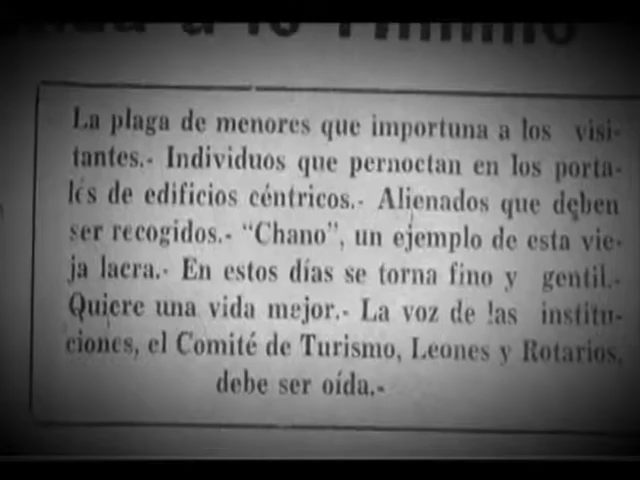 a lo
La plaga de menores que importuna a los visi-
tantes.- Individuos que pernoctan en los porta-
les de edificios céntricos.- Alienados que deben
ser recogidos.- “Chano”, un ejemplo de esta vie-
ja lacra.- En estos días se torna fino y gentil.-
Quiere una vida mejor.- La voz de las institu-
ciones, el Comité de Turismo, Leones y Rotarios,
debe ser oída.-